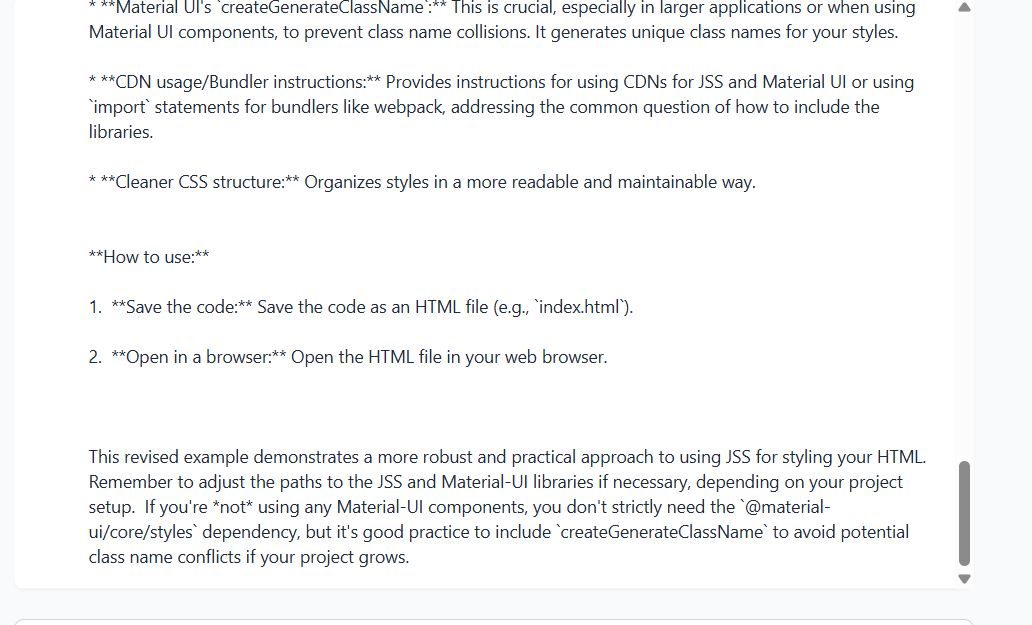 * **Material UI's `createGenerateClassName`:** This is crucial, especially in larger applications or when using
Material UI components, to prevent class name collisions. It generates unique class names for your styles.
* **CDN usage/Bundler instructions:** Provides instructions for using CDNs for JSS and Material UI or using
`import` statements for bundlers like webpack, addressing the common question of how to include the
libraries.
* **Cleaner CSS structure:** Organizes styles in a more readable and maintainable way.
**How to use:**
1.  **Save the code:** Save the code as an HTML file (e.g., `index.html`).
2.  **Open in a browser:** Open the HTML file in your web browser.
This revised example demonstrates a more robust and practical approach to using JSS for styling your HTML.
Remember to adjust the paths to the JSS and Material-UI libraries if necessary, depending on your project
setup.  If you're *not* using any Material-UI components, you don't strictly need the `@material-
ui/core/styles` dependency, but it's good practice to include `createGenerateClassName` to avoid potential
class name conflicts if your project grows.